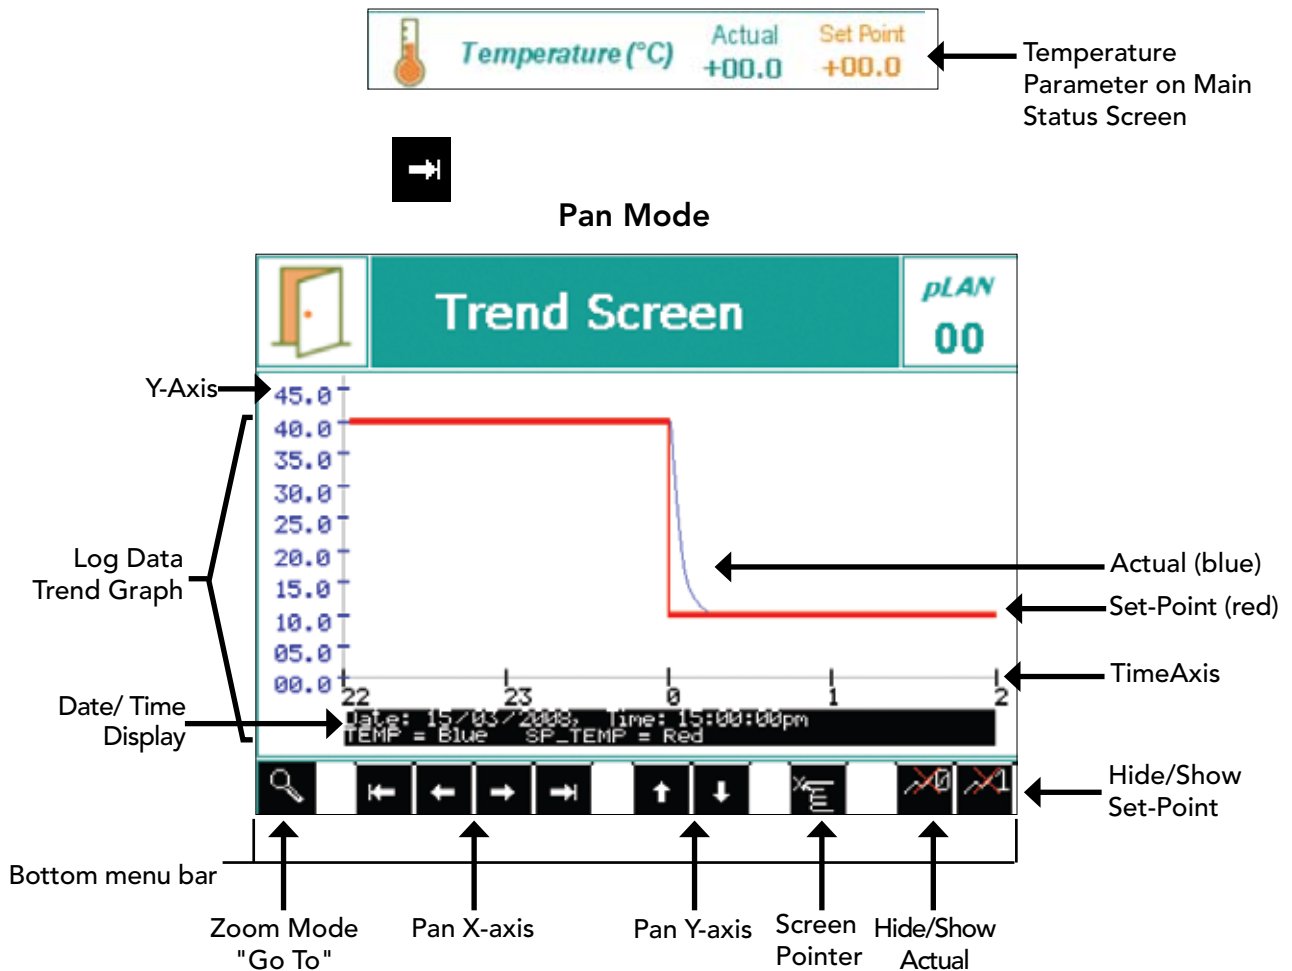 Temperature (°C)
Actual
+00.0
Set Point
+00.0
Temperature
Parameter on Main
Status Screen
Pan Mode
Trend Screen
pLAN
00
Y-Axis
45.0
40.0
35.0
30.0
25.0
20.0
15.0
10.0
05.0
00.0
Log Data
Trend Graph
Actual (blue)
Set-Point (red)
TimeAxis
22 23 0 1 2
Date/ Time
Display
Date: 15/03/2008, Time: 15:00:00pm
TEMP = Blue SP_TEMP = Red
X
0
1
Hide/Show
Set-Point
Bottom menu bar
Zoom Mode
"Go To"
Pan X-axis
Pan Y-axis
Screen
Pointer
Hide/Show
Actual